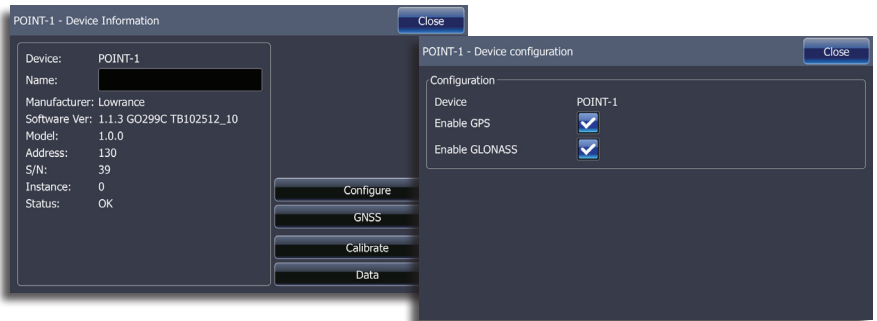 POINT-1 - Device Information
Close
Device: POINT-1
Name:
Manufacturer: Lowrance
Software Ver: 1.1.3 GO299C TB102512_10
Model: 1.0.0
Address: 130
S/N: 39
Instance: 0
Status: OK
Configure
GNSS
Calibrate
Data
POINT-1 - Device configuration
Close
Configuration
Device POINT-1
Enable GPS
Enable GLONASS